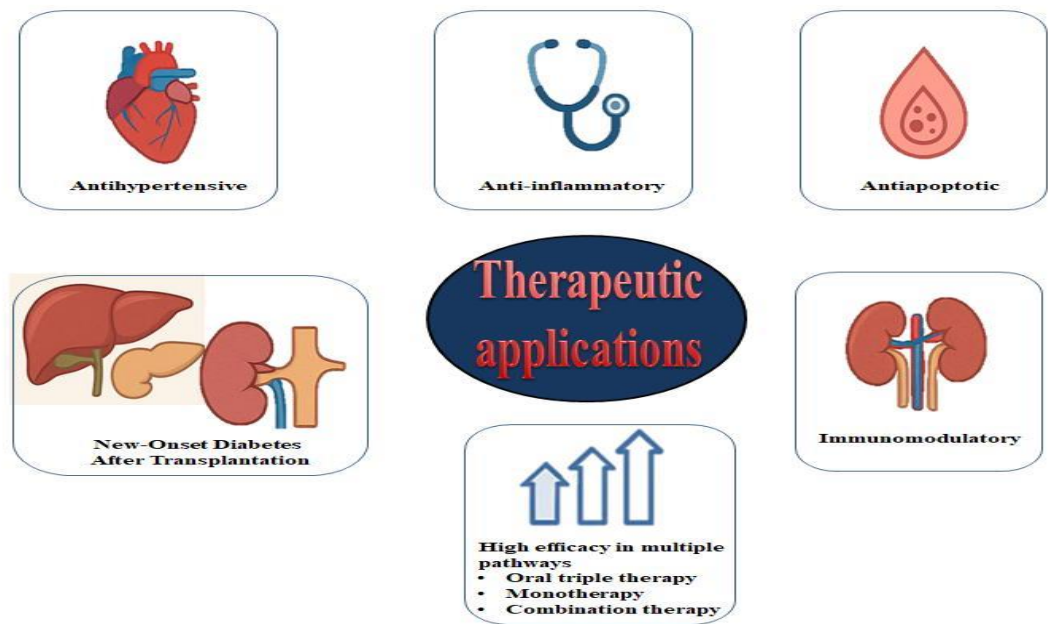 Antihypertensive
Anti-inflammatory
Antiapoptotic
Therapeutic
applications
New-Onset Diabetes
After Transplantation
Immunomodulatory
High efficacy in multiple
pathways
• Oral triple therapy
• Monotherapy
• Combination therapy